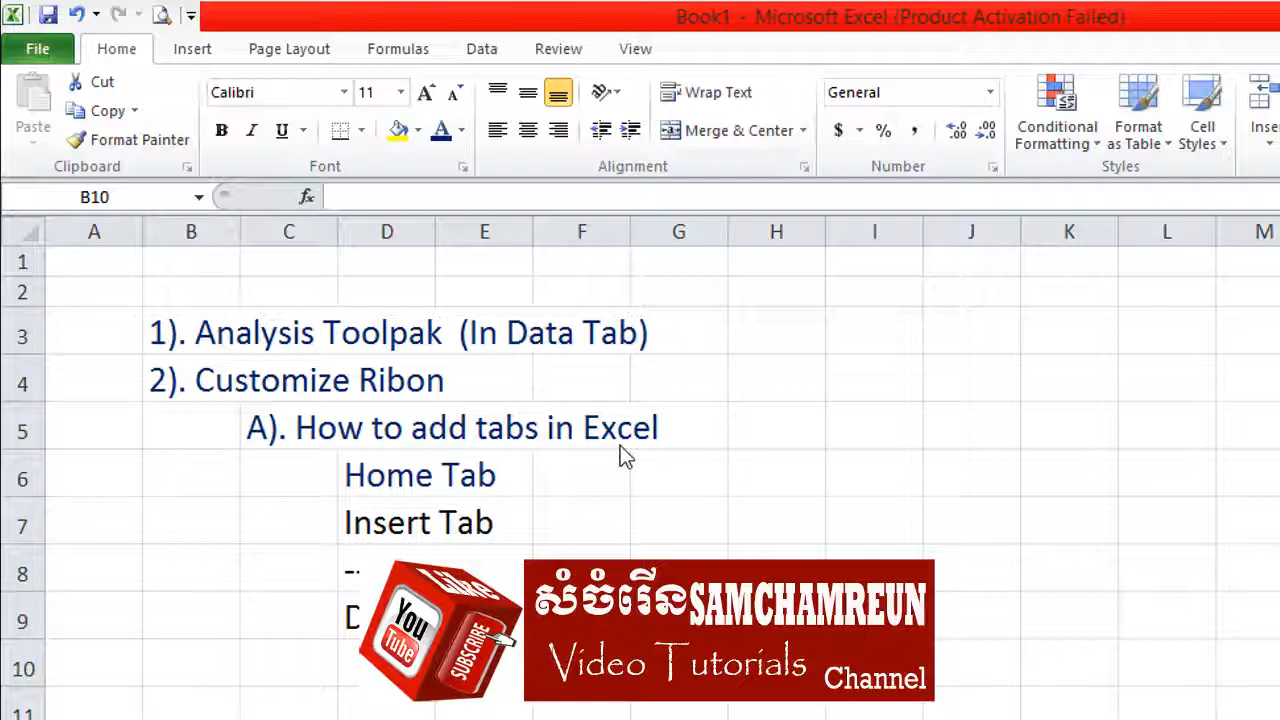 Book1 - Microsoft Excel (Product Activation Failed)
File Home Insert Page Layout Formulas Data Review View
Paste
Cut
Copy
Format Painter
Clipboard
Calibri 11
B I U
Font
Wrap Text
Merge & Center
Alignment
General
$ % ,
Number
Conditional Formatting
Format as Table
Cell Styles
Styles
B10 fx
A B C D E F G H I J K L M
1
2
3 1). Analysis Toolpak (In Data Tab)
4 2). Customize Ribon
5 A). How to add tabs in Excel
6 Home Tab
7 Insert Tab
8
9 D
10
11
Like
You Tube
SUBSCRIBE
សំចំរើនSAMCHAMREUN
Video Tutorials Channel